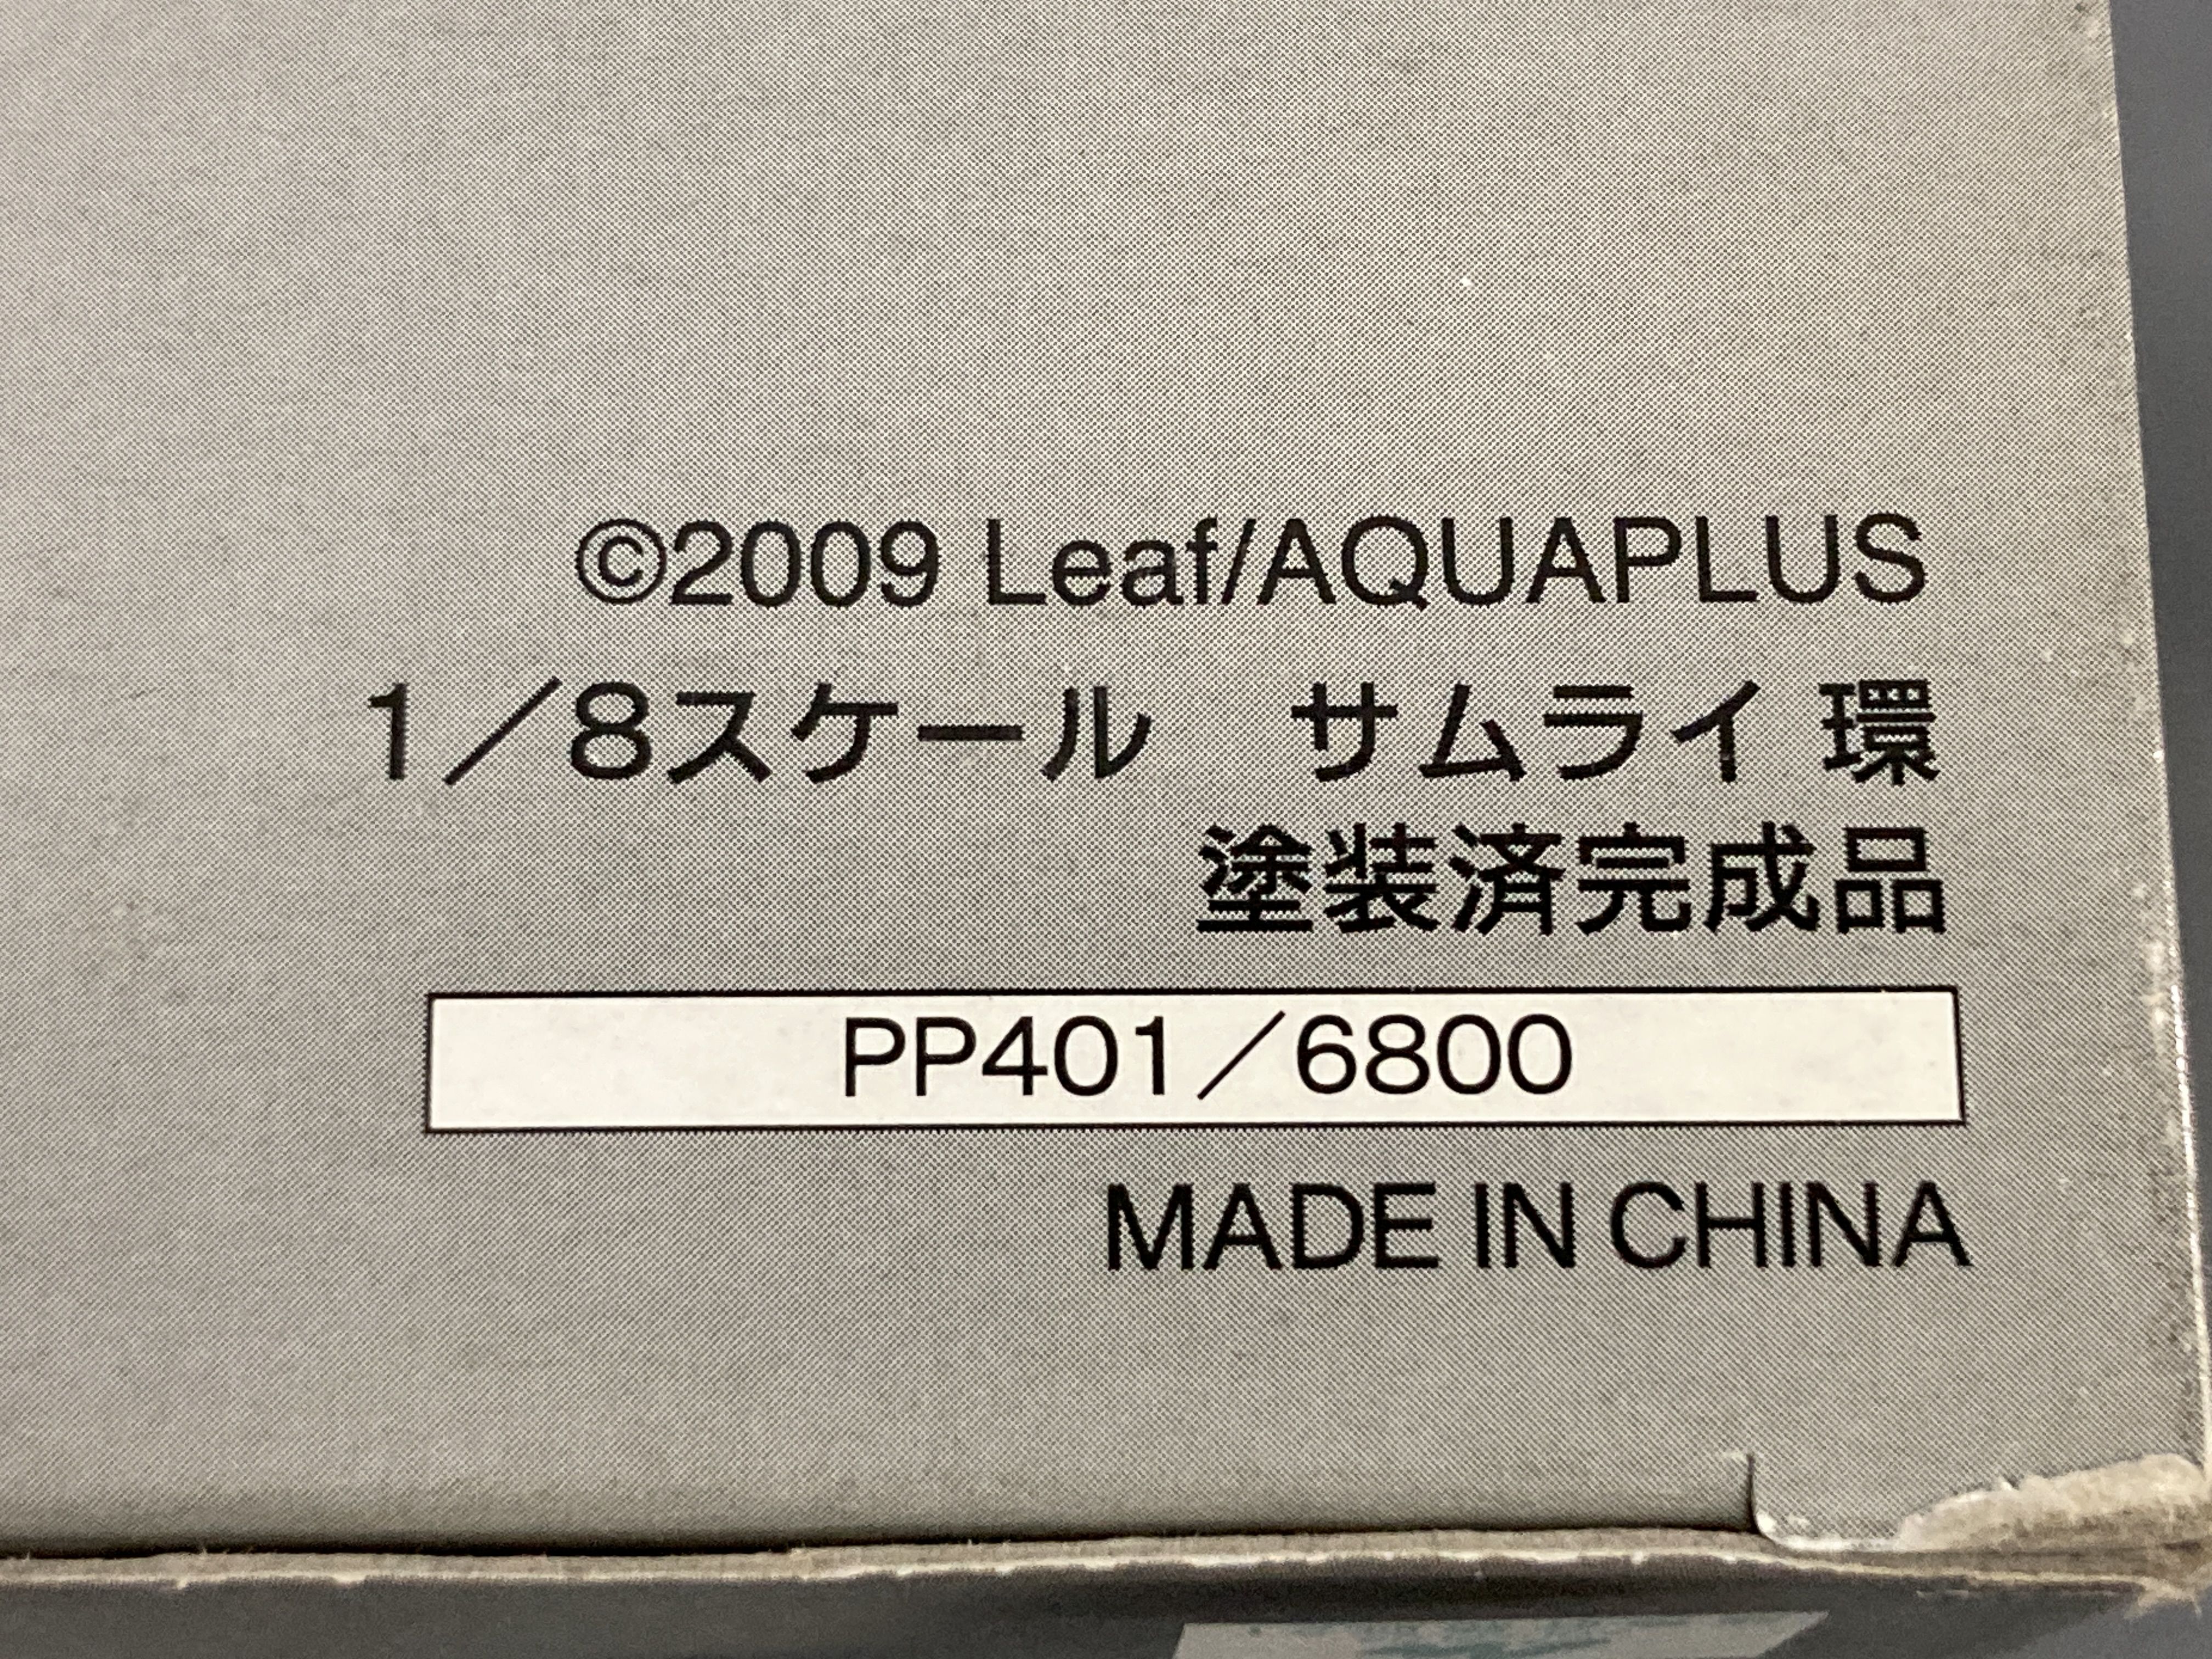 ©2009 Leaf/AQUAPLUS
1／8スケール　サムライ 環
塗装済完成品
PP401／6800
MADE IN CHINA